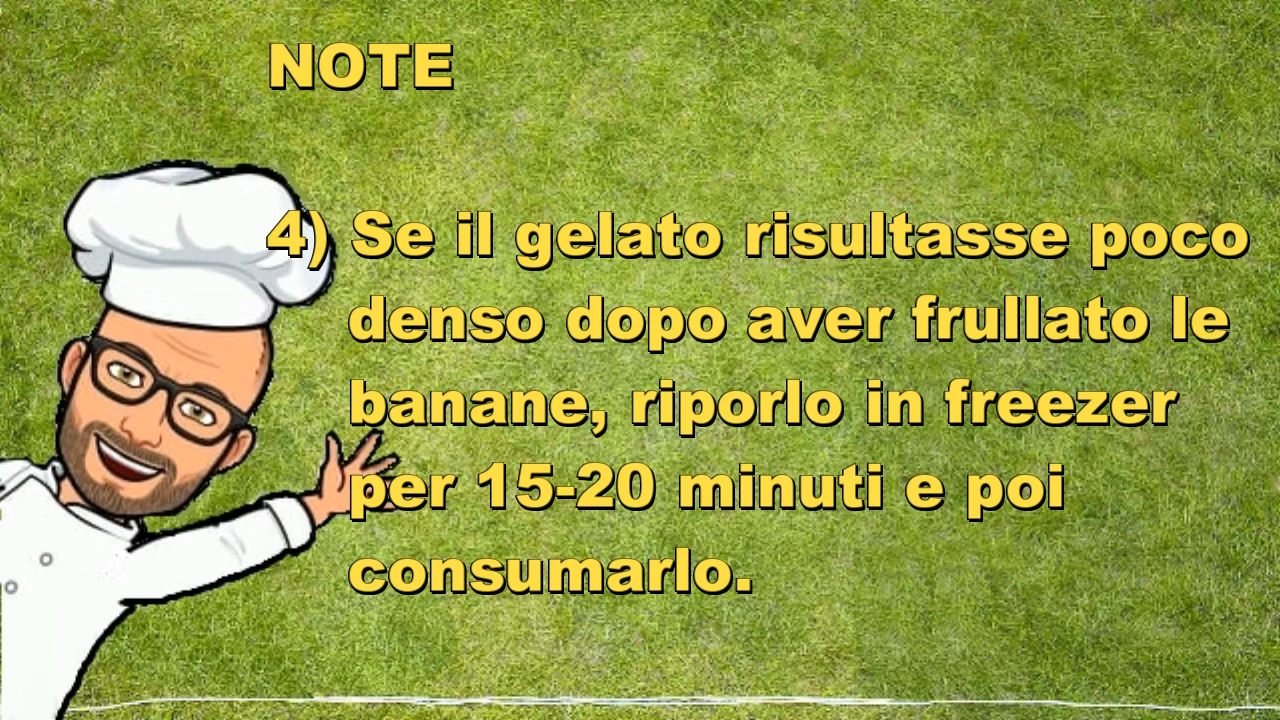 NOTE
4) Se il gelato risultasse poco
denso dopo aver frullato le
banane, riporlo in freezer
per 15-20 minuti e poi
consumarlo.